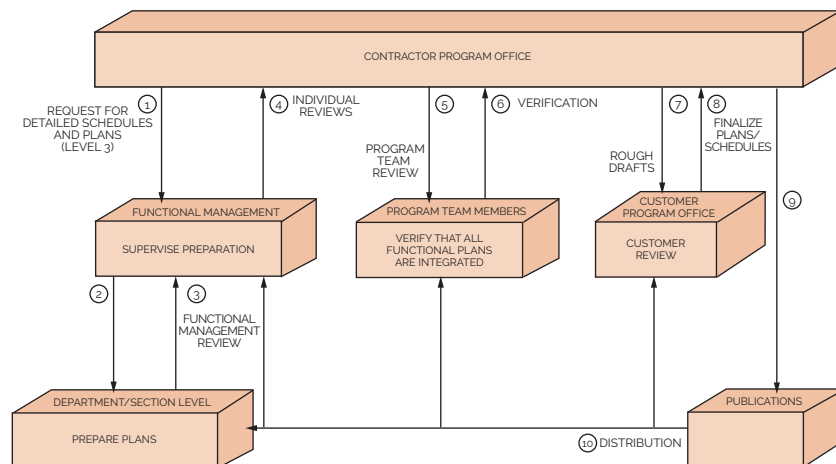 CONTRACTOR PROGRAM OFFICE
1
REQUEST FOR
DETAILED SCHEDULES
AND PLANS
(LEVEL 3)
4 INDIVIDUAL
REVIEWS
5
PROGRAM
TEAM
REVIEW
6 VERIFICATION
7
ROUGH
DRAFTS
8
FINALIZE
PLANS/
SCHEDULES
9
FUNCTIONAL MANAGEMENT
SUPERVISE PREPARATION
PROGRAM TEAM MEMBERS
VERIFY THAT ALL
FUNCTIONAL PLANS
ARE INTEGRATED
CUSTOMER
PROGRAM OFFICE
CUSTOMER
REVIEW
2
3
FUNCTIONAL
MANAGEMENT
REVIEW
DEPARTMENT/SECTION LEVEL
PREPARE PLANS
PUBLICATIONS
10 DISTRIBUTION